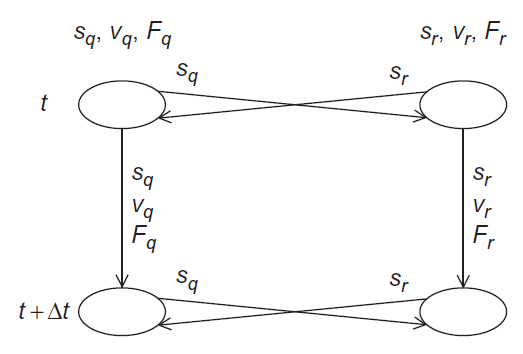 s_q, v_q, F_q
s_r, v_r, F_r
s_q
s_r
t
s_q
v_q
F_q
s_r
v_r
F_r
s_q
s_r
t + Δt